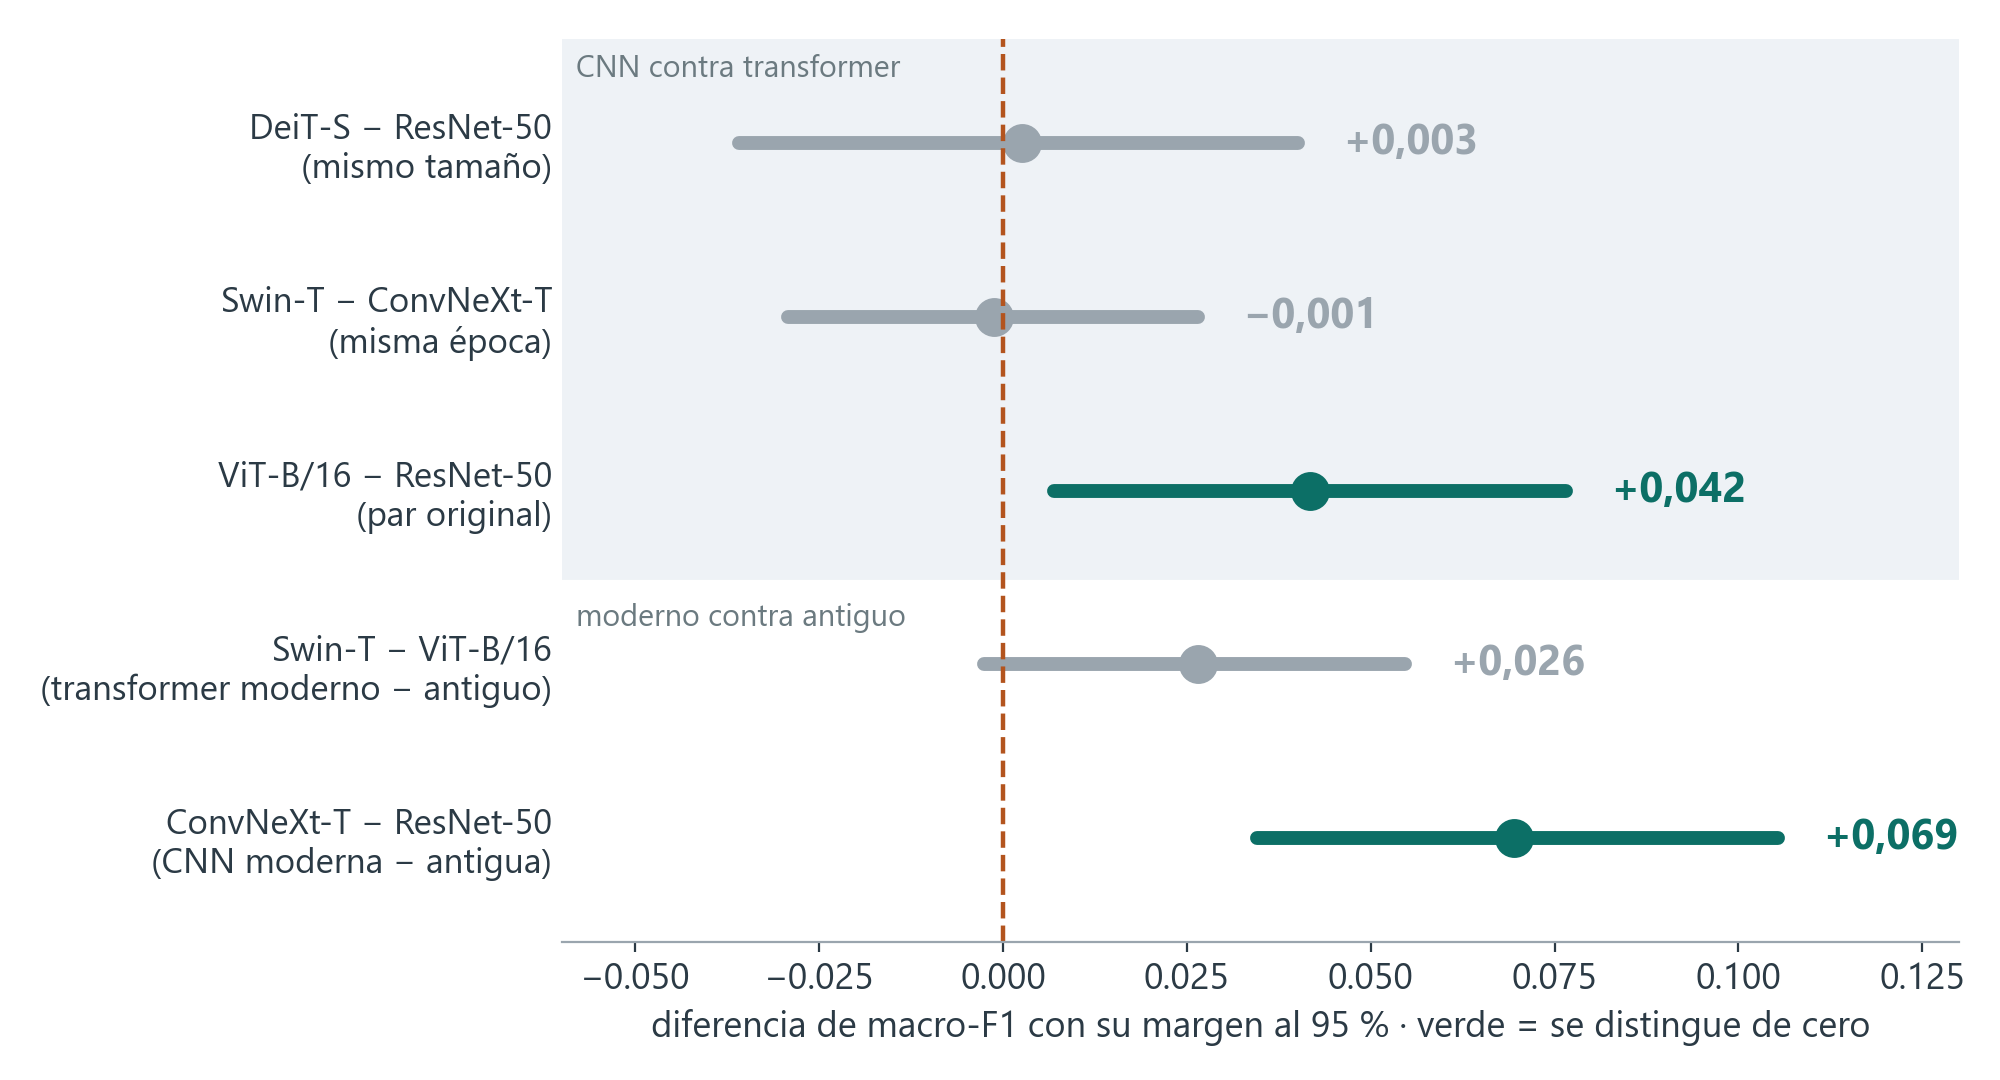 CNN contra transformer
DeiT-S − ResNet-50
(mismo tamaño)
+0,003
Swin-T − ConvNeXt-T
(misma época)
−0,001
ViT-B/16 − ResNet-50
(par original)
+0,042
moderno contra antiguo
Swin-T − ViT-B/16
(transformer moderno − antiguo)
+0,026
ConvNeXt-T − ResNet-50
(CNN moderna − antigua)
+0,069
−0.050 −0.025 0.000 0.025 0.050 0.075 0.100 0.125
diferencia de macro-F1 con su margen al 95 % · verde = se distingue de cero